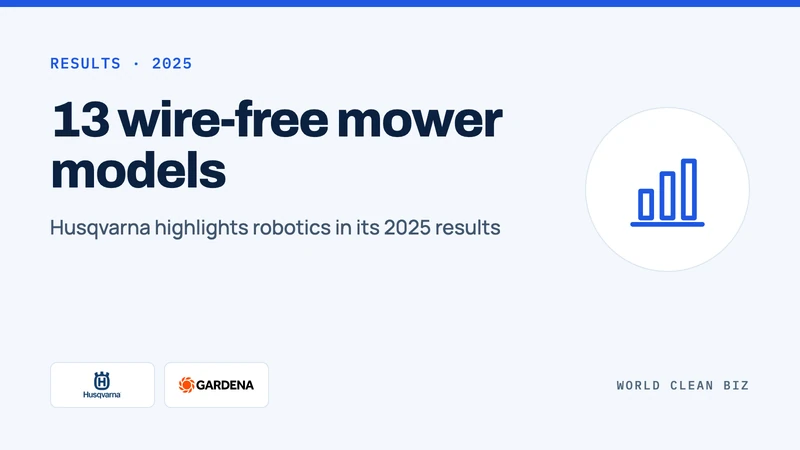 RESULTS · 2025
13 wire-free mower
models
Husqvarna highlights robotics in its 2025 results
Husqvarna
GARDENA
WORLD CLEAN BIZ